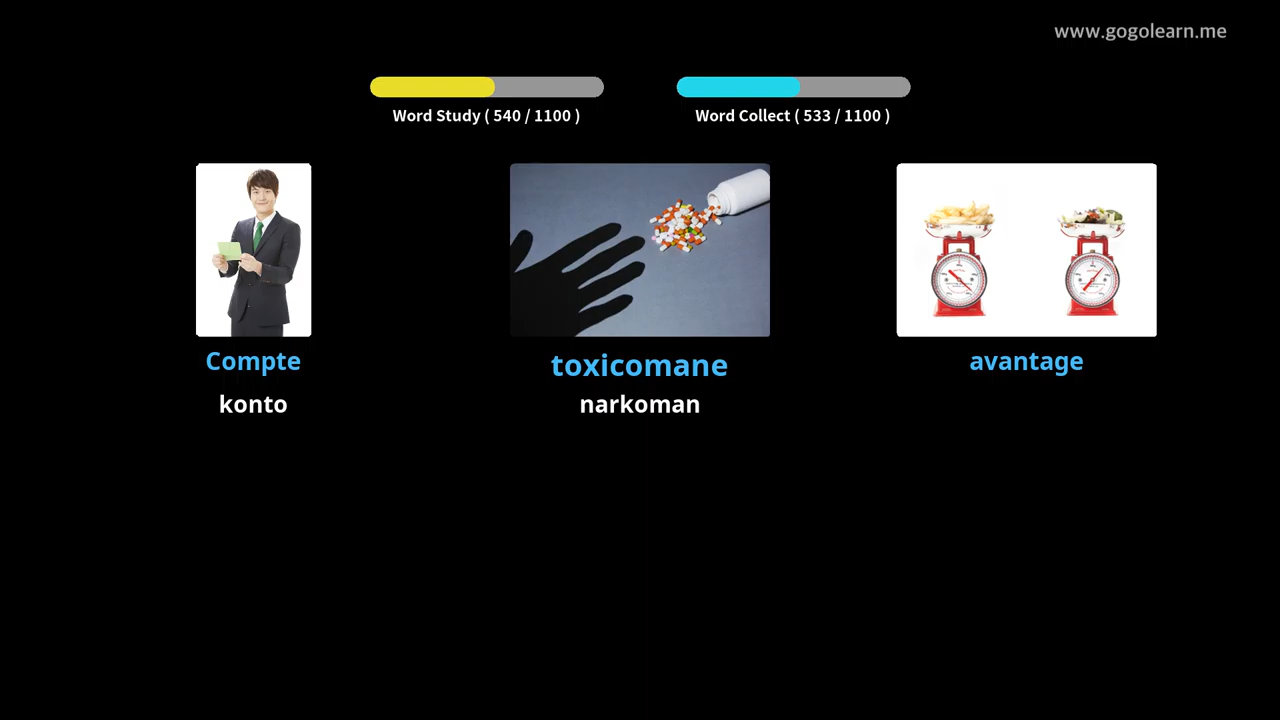 www.gogolearn.me
Word Study ( 540 / 1100 )
Word Collect ( 533 / 1100 )
Compte
konto
toxicomane
narkoman
avantage